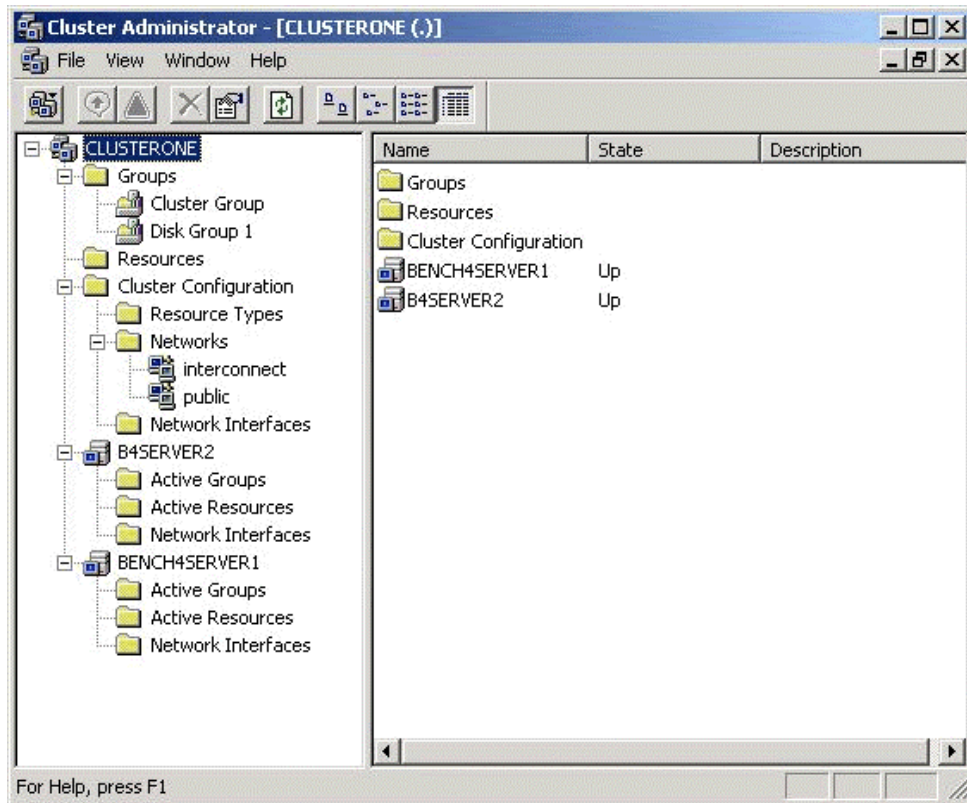 Cluster Administrator - [CLUSTERONE (.)]
File View Window Help
CLUSTERONE
Groups
Cluster Group
Disk Group 1
Resources
Cluster Configuration
Resource Types
Networks
interconnect
public
Network Interfaces
B4SERVER2
Active Groups
Active Resources
Network Interfaces
BENCH4SERVER1
Active Groups
Active Resources
Network Interfaces
Name State Description
Groups
Resources
Cluster Configuration
BENCH4SERVER1 Up
B4SERVER2 Up
For Help, press F1